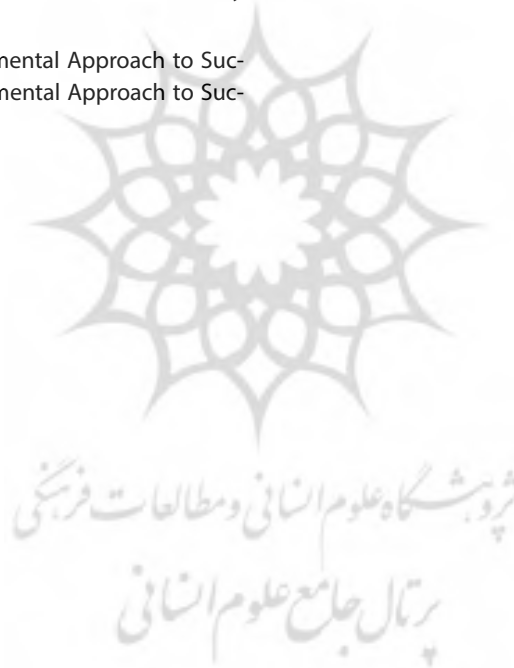 mental Approach to Suc-
mental Approach to Suc-
پژوهشگاه علوم انسانی و مطالعات فرهنگی
پرتال جامع علوم انسانی